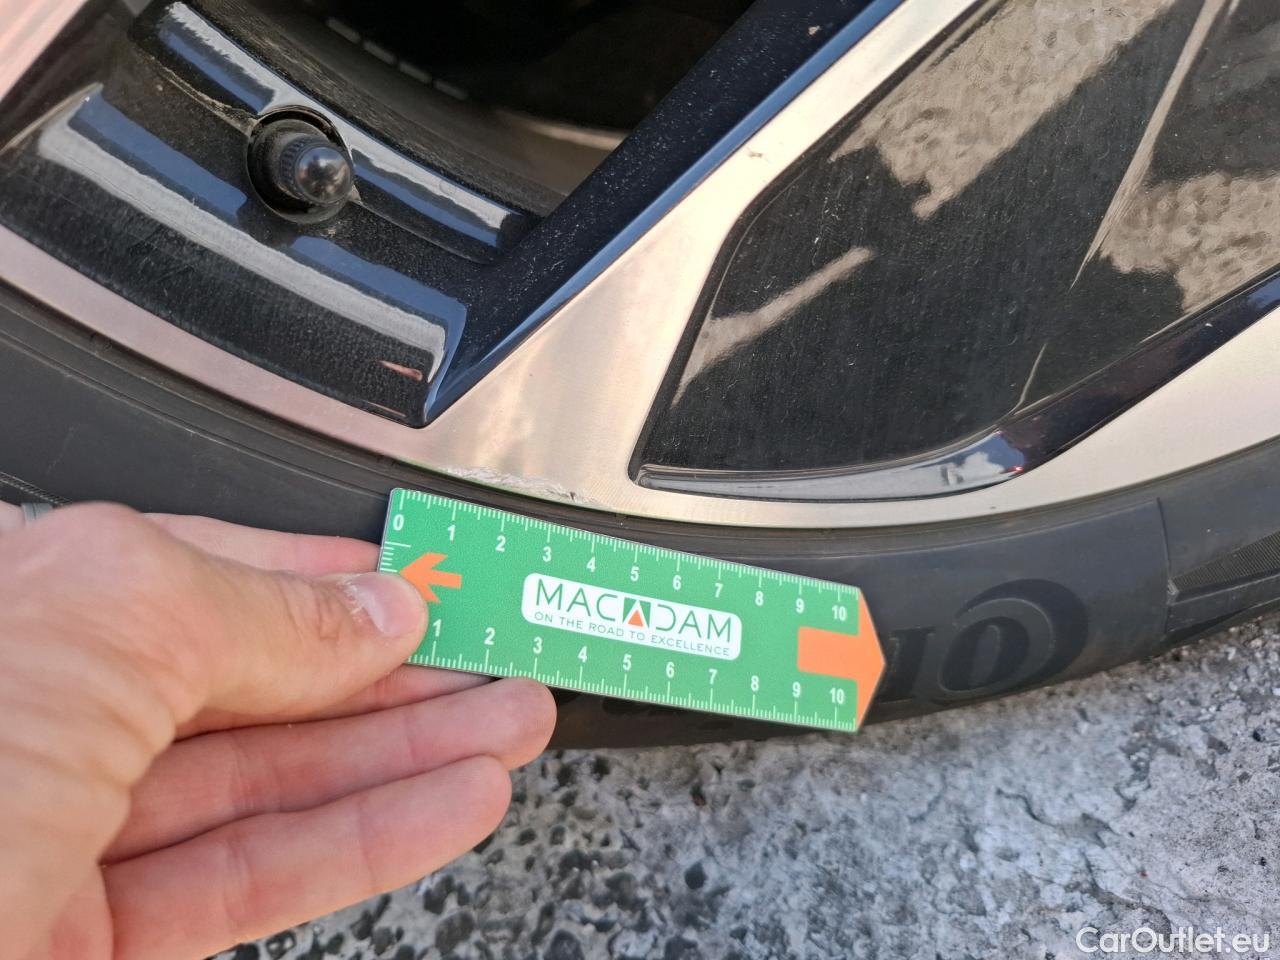 0 1 2 3 4 5 6 7 8 9 10
MACADAM
ON THE ROAD TO EXCELLENCE
1 2 3 4 5 6 7 8 9 10
CarOutlet.eu